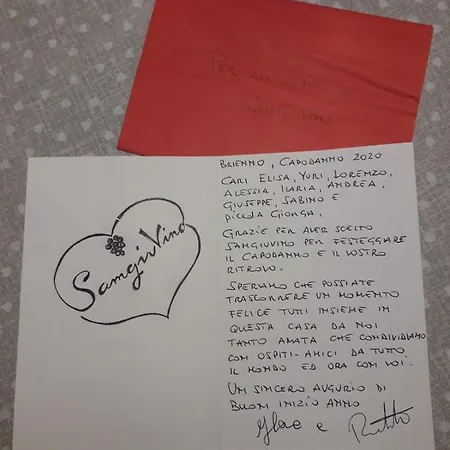 PER
SamgiuVino
BRIENNO, CAPODANNO 2020
CARI ELISA, YURI, LORENZO,
ALESSIA, ILARIA, ANDREA,
GIUSEPPE, SABINO E
PICCOLA GIORGIA,
GRAZIE PER AVER SCELTO
SAMGIUVINO PER FESTEGGIARE
IL CAPODANNO E IL VOSTRO
RITROVO.
SPERIAMO CHE POSSIATE
TRASCORRERE UN MOMENTO
FELICE TUTTI INSIEME IN
QUESTA CASA DA NOI
TANTO AMATA CHE CONDIVIDIAMO
CON OSPITI-AMICI DA TUTTO
IL MONDO ED ORA CON VOI.
UN SINCERO AUGURIO DI
BUON INIZIO ANNO
e